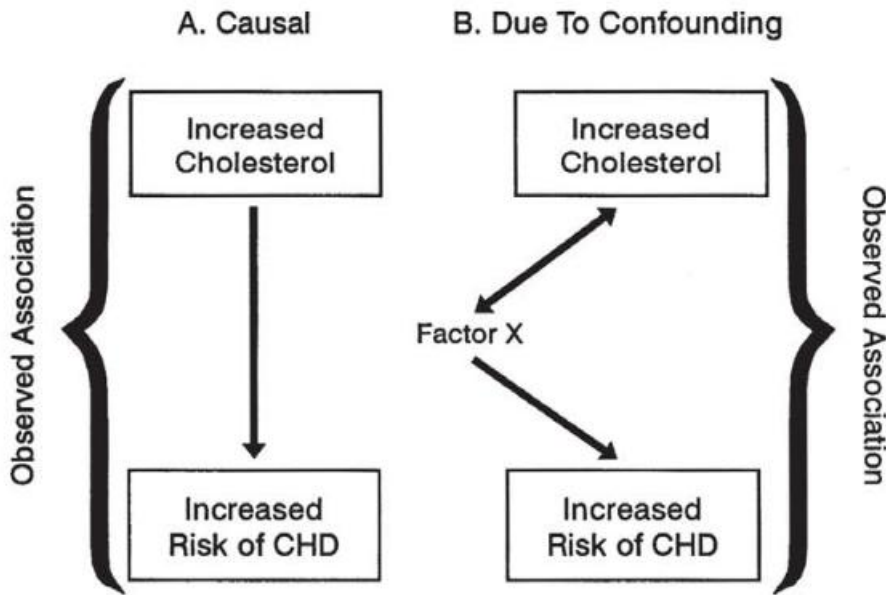 A. Causal
B. Due To Confounding
Observed Association
Increased
Cholesterol
Increased
Risk of CHD
Increased
Cholesterol
Factor X
Increased
Risk of CHD
Observed Association